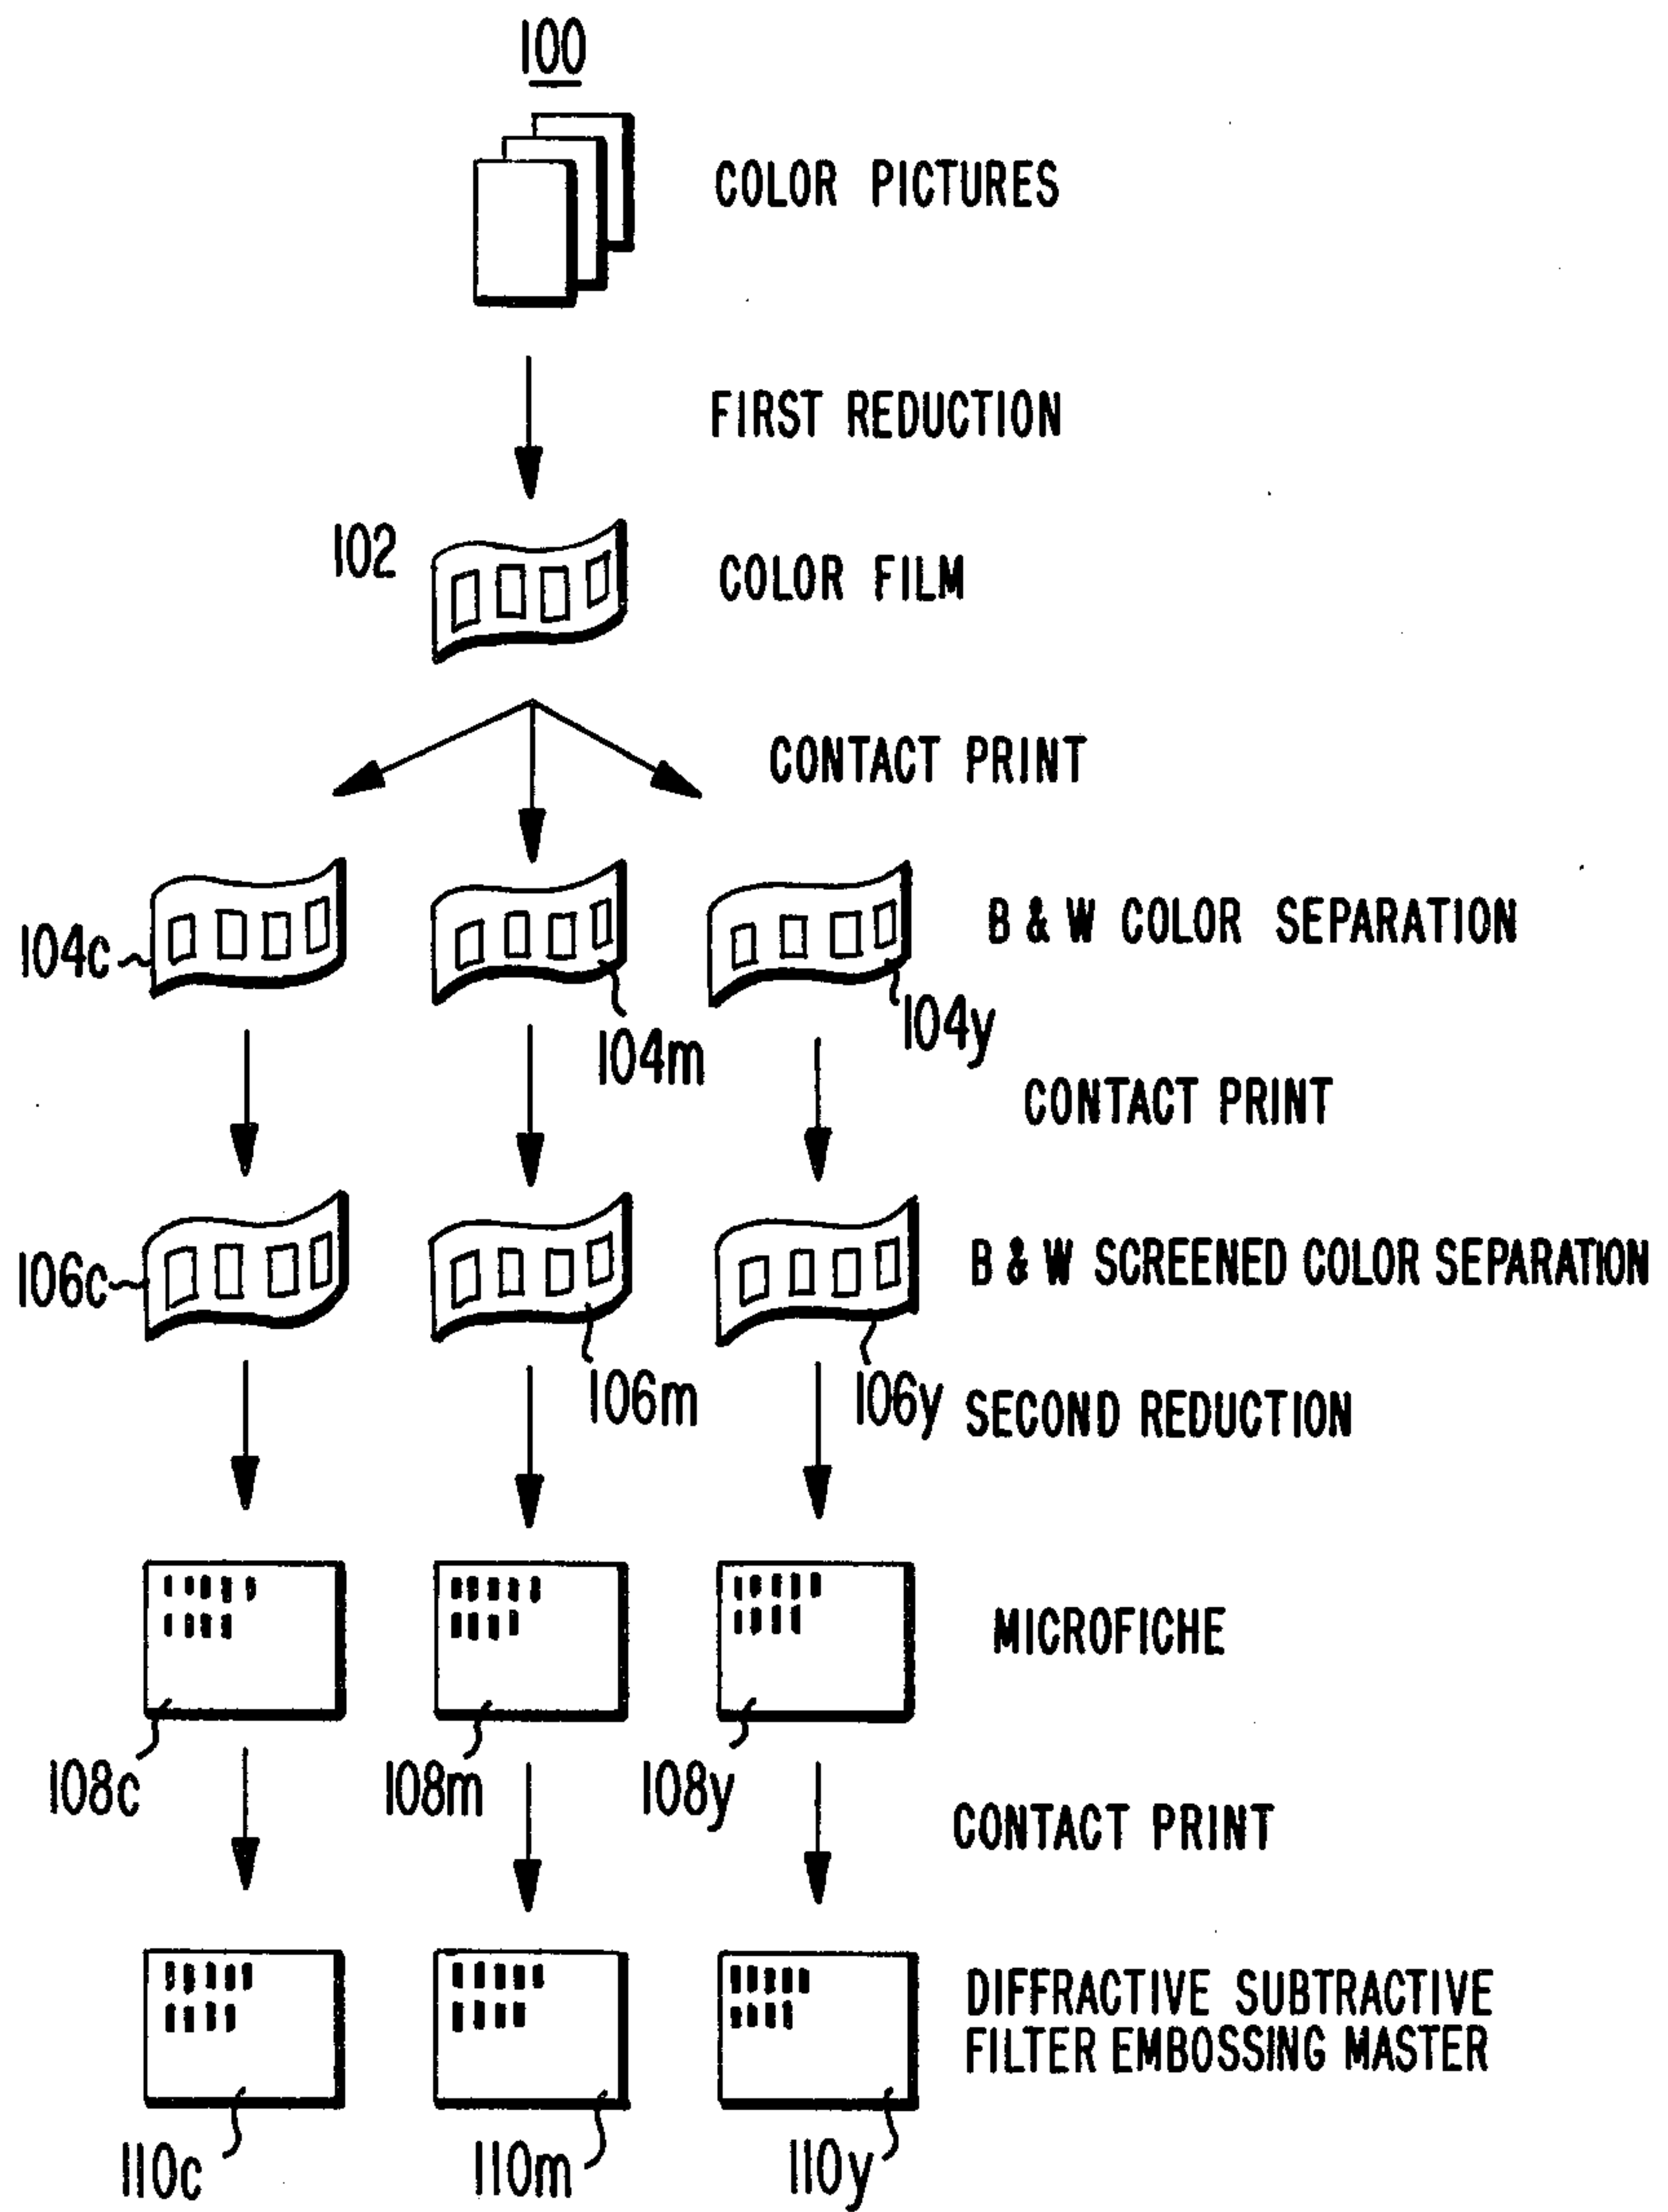 100
COLOR PICTURES
FIRST REDUCTION
102
COLOR FILM
CONTACT PRINT
104c
104m
104y
B & W COLOR SEPARATION
CONTACT PRINT
106c
106m
106y
B & W SCREENED COLOR SEPARATION
SECOND REDUCTION
108c
108m
108y
MICROFICHE
CONTACT PRINT
110c
110m
110y
DIFFRACTIVE SUBTRACTIVE
FILTER EMBOSSING MASTER